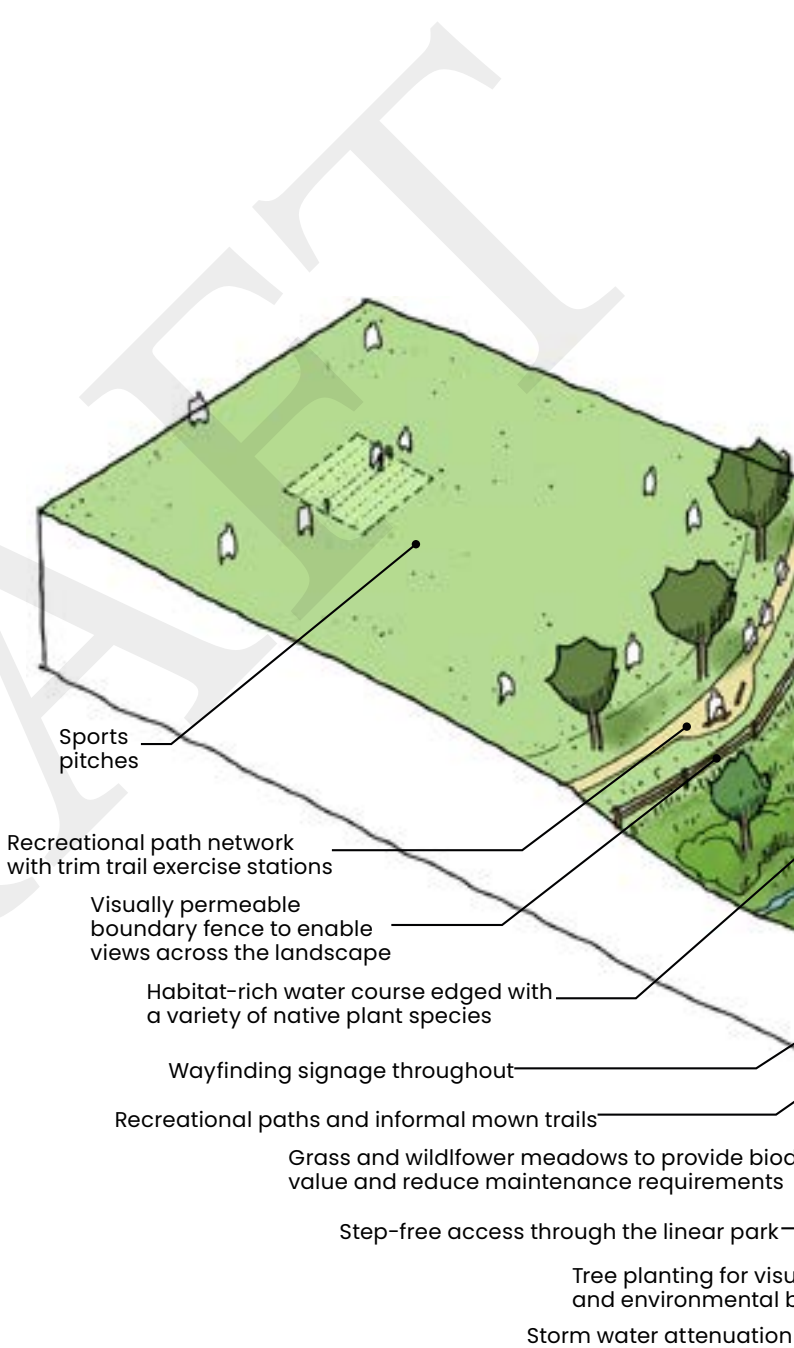 AFT
Sports
pitches
Recreational path network
with trim trail exercise stations
Visually permeable
boundary fence to enable
views across the landscape
Habitat-rich water course edged with
a variety of native plant species
Wayfinding signage throughout
Recreational paths and informal mown trails
Grass and wildlfower meadows to provide biod
value and reduce maintenance requirements
Step-free access through the linear park
Tree planting for visu
and environmental b
Storm water attenuation